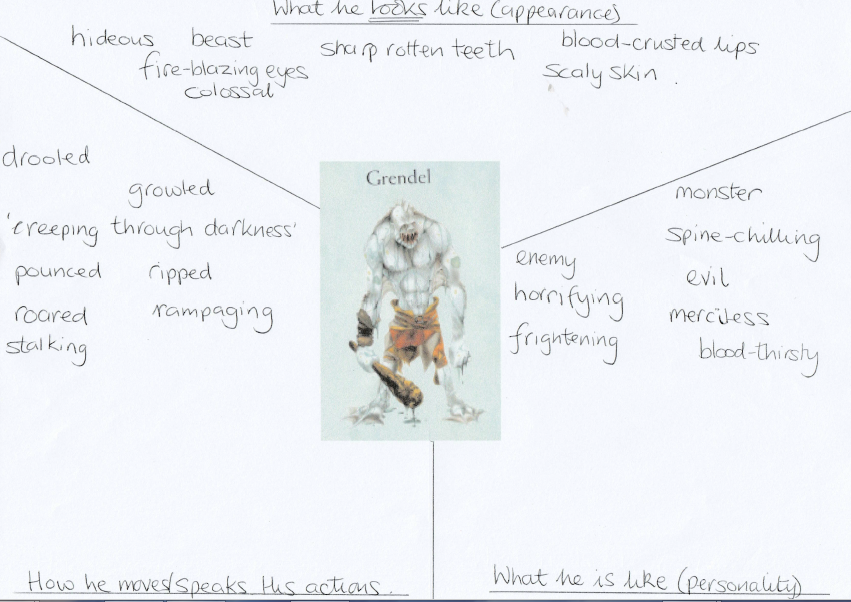 What he looks like (appearance)
hideous beast sharp rotten teeth blood-crusted lips
fire-blazing eyes scaly skin .
colossal
drooled
growled
'creeping through darkness'
pounced ripped
roared rampaging
stalking
Grendel
monster
spine-chilling
enemy evil
horrifying merciless
frightening blood-thirsty
How he moves/speaks His actions.
What he is like (personality)